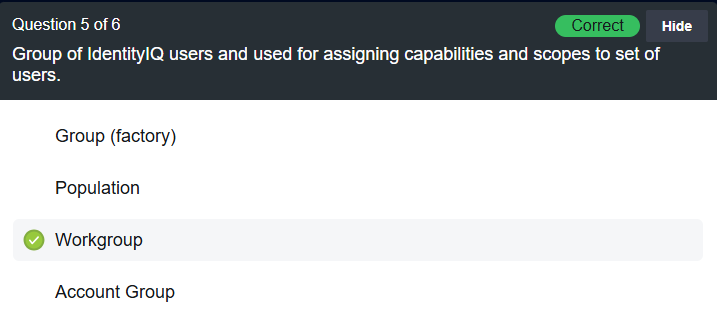 Question 5 of 6
Correct
Hide
Group of IdentityIQ users and used for assigning capabilities and scopes to set of
users.
Group (factory)
Population
Workgroup
Account Group